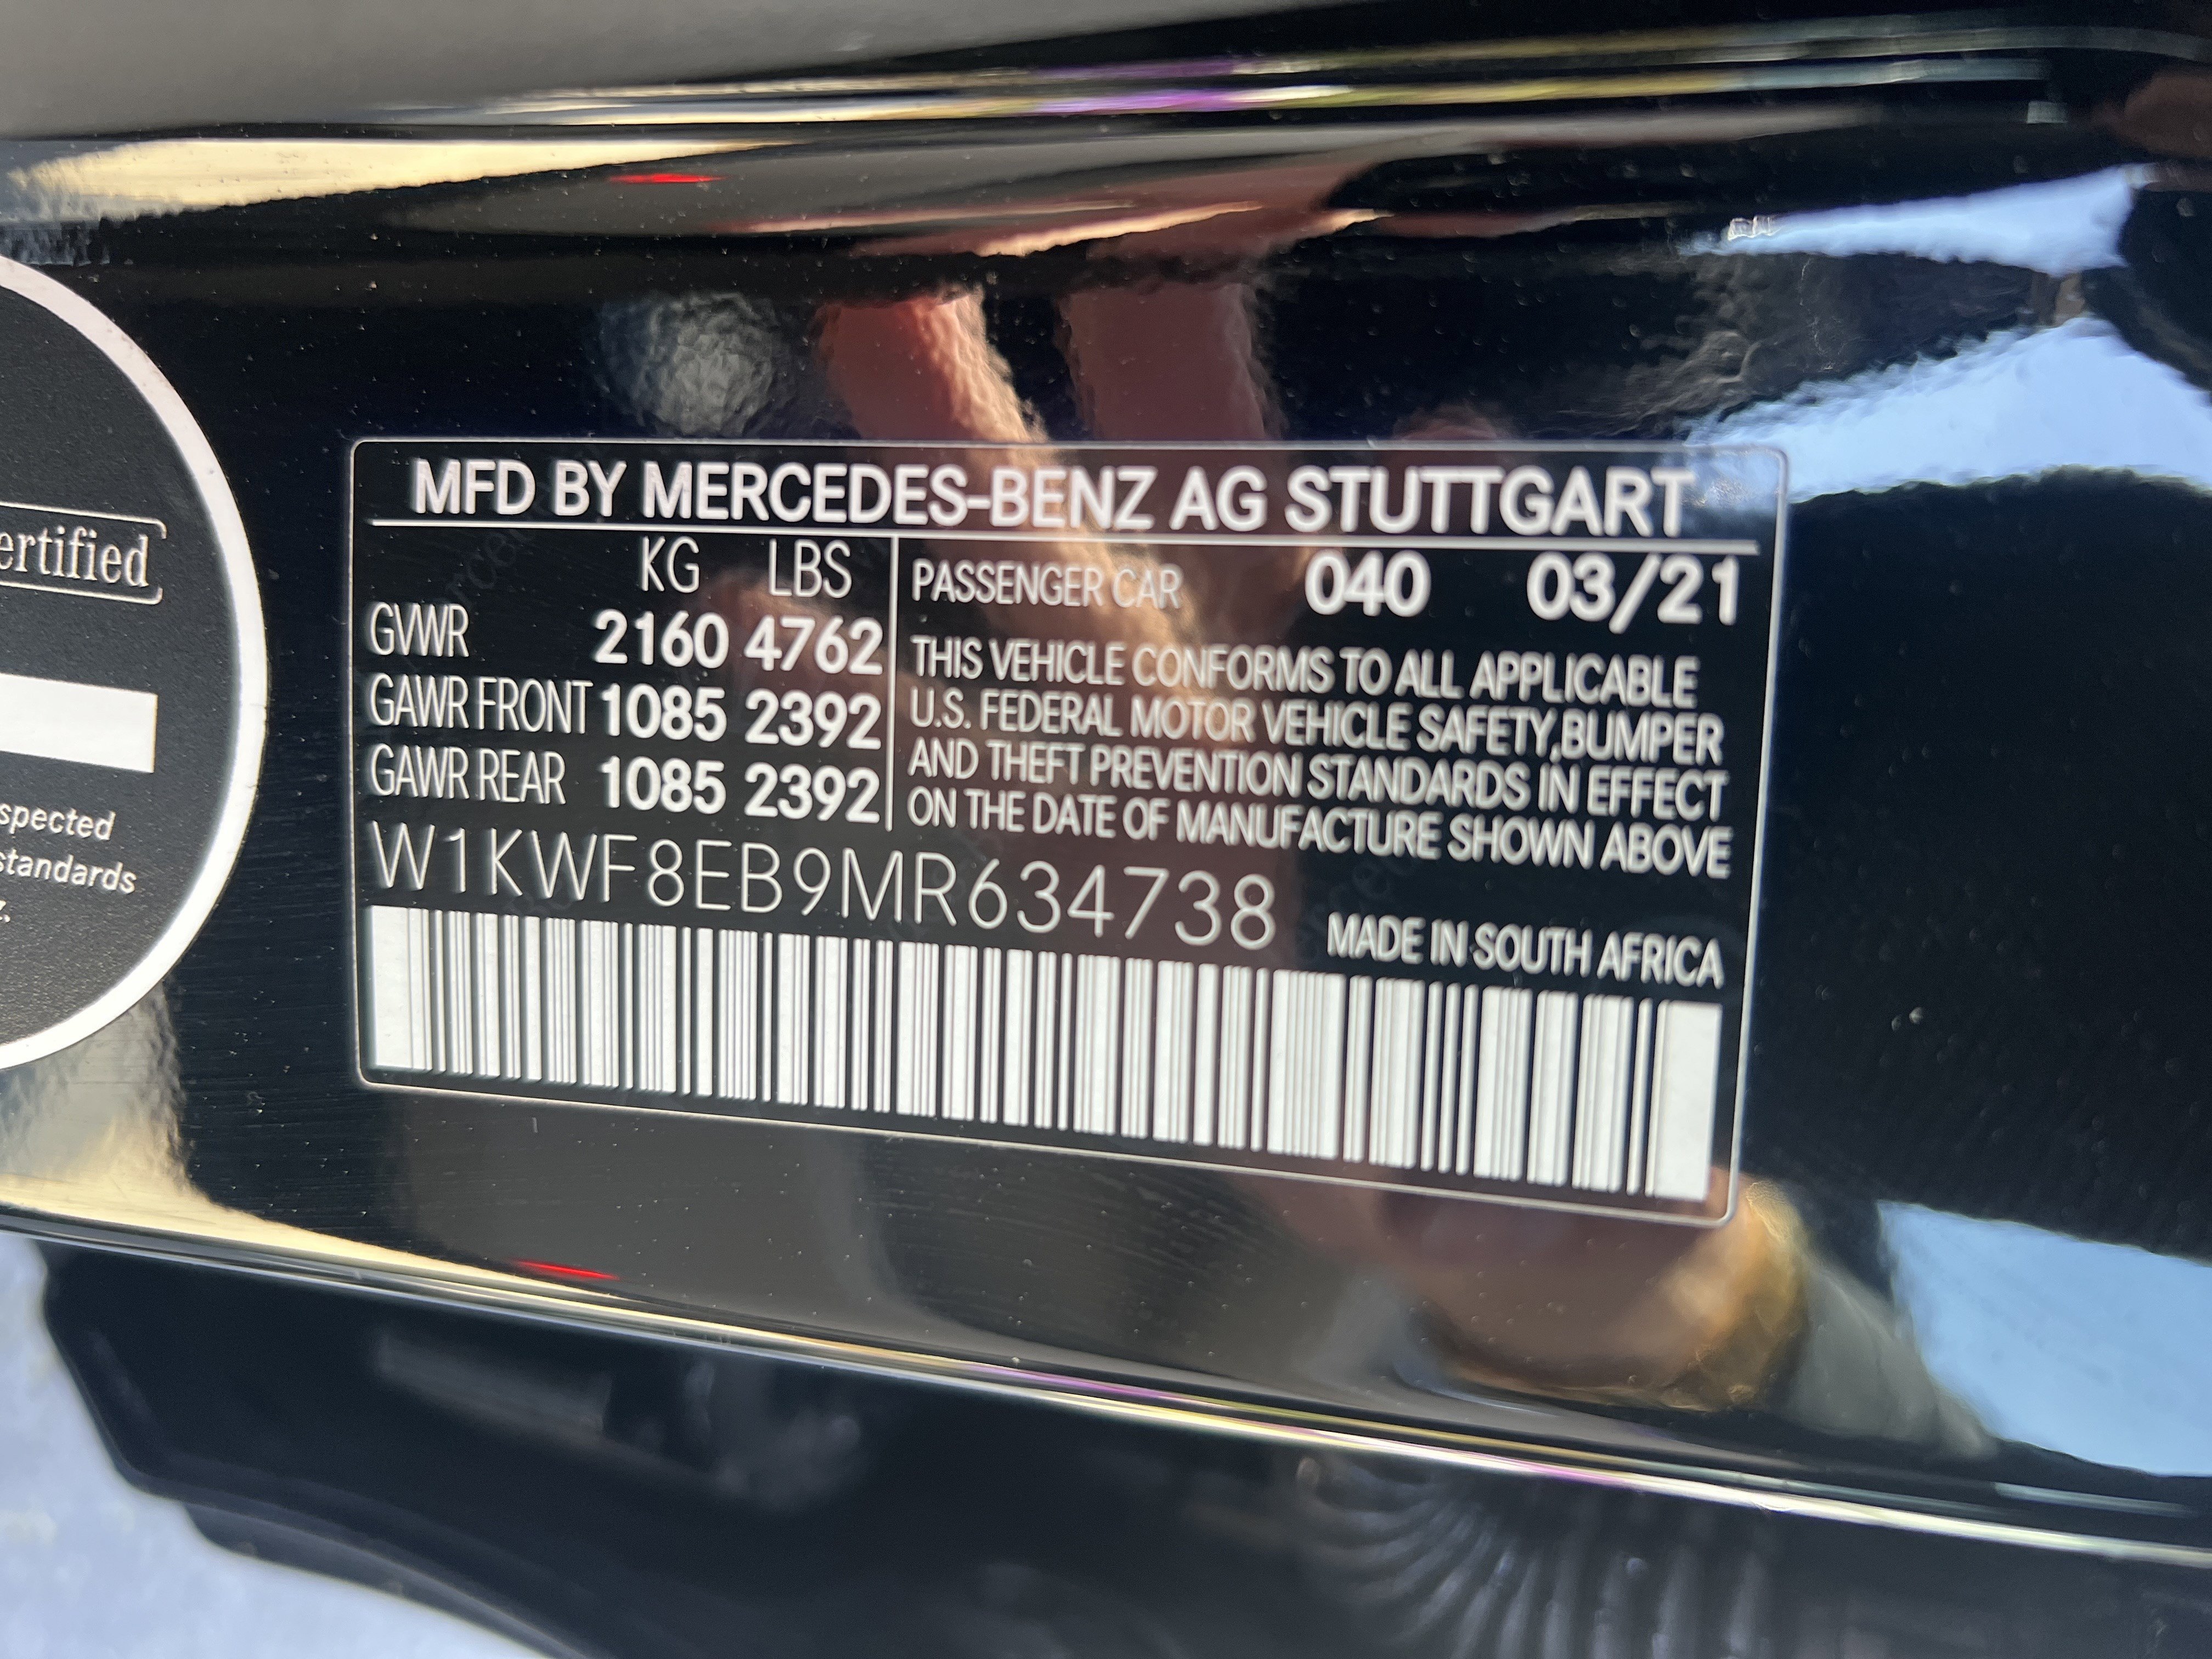 ertified
spected
standards
z.
MFD BY MERCEDES-BENZ AG STUTTGART
KG LBS
GVWR 2160 4762
GAWR FRONT 1085 2392
GAWR REAR 1085 2392
PASSENGER CAR 040 03/21
THIS VEHICLE CONFORMS TO ALL APPLICABLE
U.S. FEDERAL MOTOR VEHICLE SAFETY,BUMPER
AND THEFT PREVENTION STANDARDS IN EFFECT
ON THE DATE OF MANUFACTURE SHOWN ABOVE
W1KWF8EB9MR634738
MADE IN SOUTH AFRICA